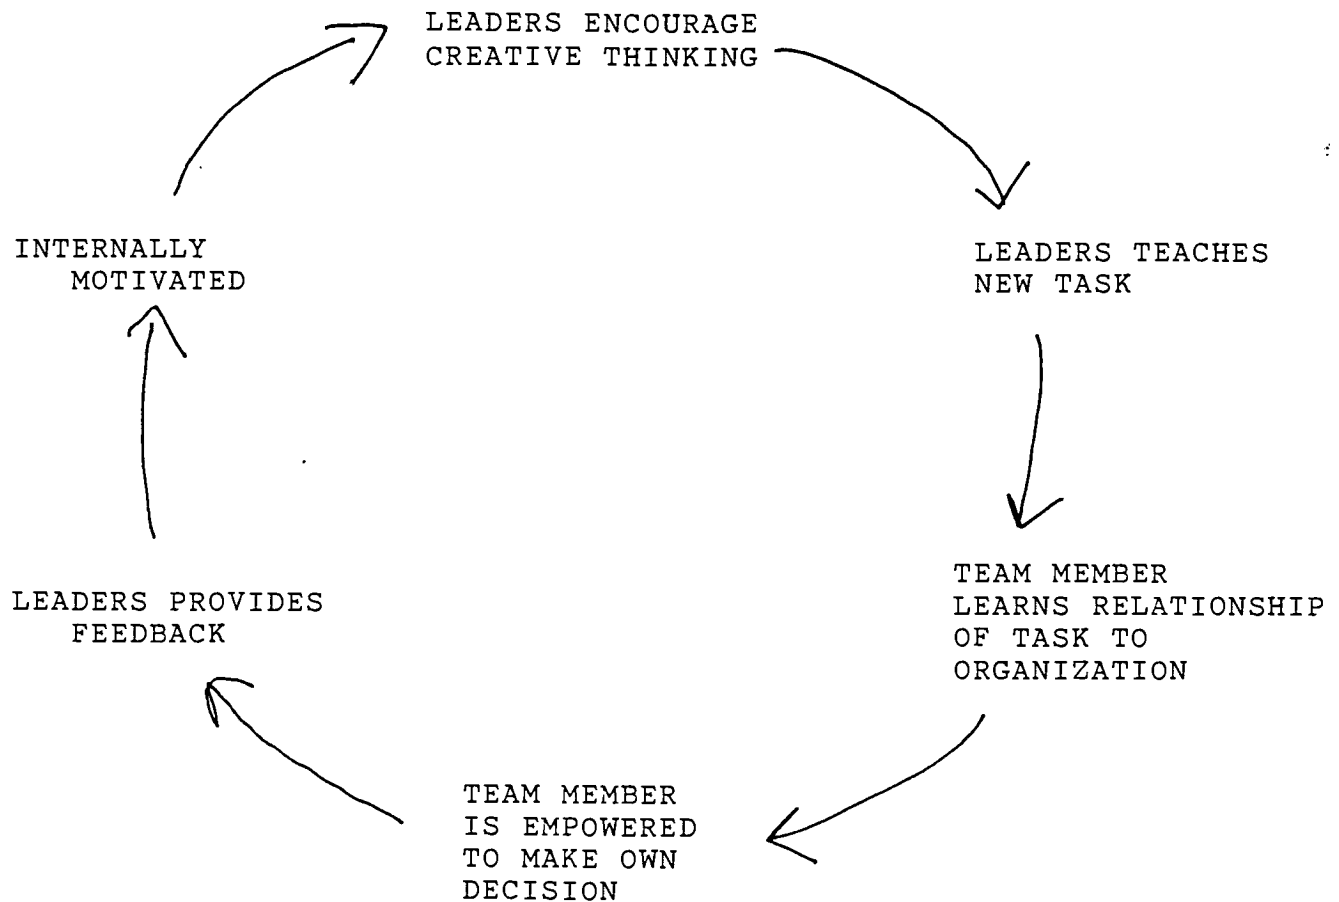 LEADERS ENCOURAGE
CREATIVE THINKING
LEADERS TEACHES
NEW TASK
TEAM MEMBER
LEARNS RELATIONSHIP
OF TASK TO
ORGANIZATION
TEAM MEMBER
IS EMPOWERED
TO MAKE OWN
DECISION
LEADERS PROVIDES
FEEDBACK
INTERNALLY
MOTIVATED